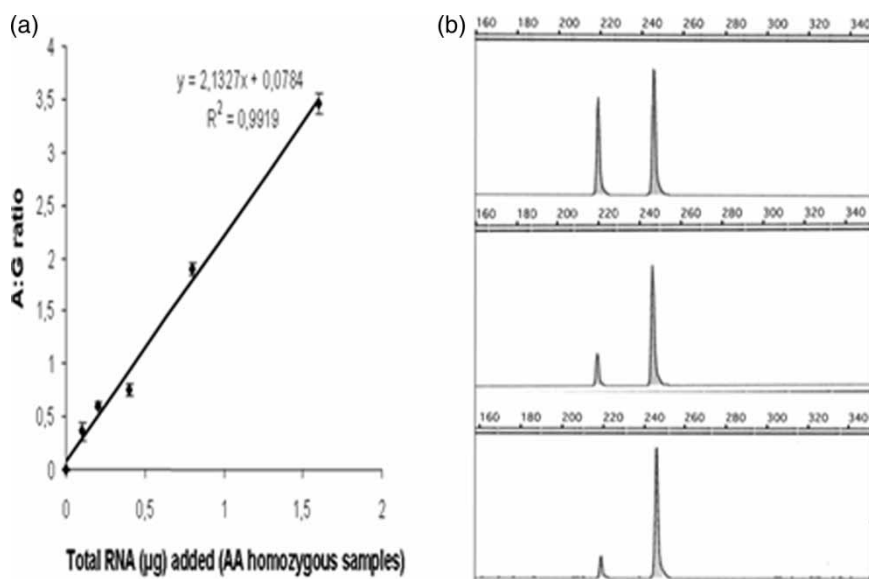 (a)
4
3,5
3
2,5
2
1,5
1
0,5
0
y = 2,1327x + 0,0784
R² = 0,9919
A:G ratio
0 0,5 1 1,5 2
Total RNA (µg) added (AA homozygous samples)
(b)
160 180 200 220 240 260 280 300 320 340
160 180 200 220 240 260 280 300 320 340
160 180 200 220 240 260 280 300 320 340